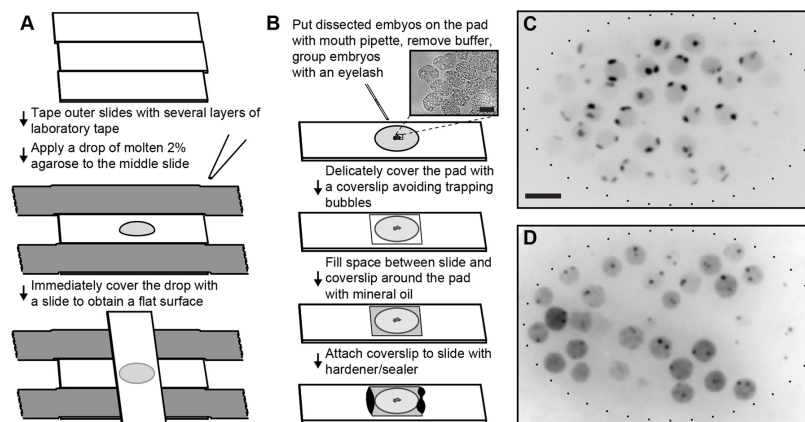 A
Tape outer slides with several layers of
laboratory tape
Apply a drop of molten 2%
agarose to the middle slide
Immediately cover the drop with
a slide to obtain a flat surface
B
Put dissected embyos on the pad
with mouth pipette, remove buffer,
group embryos
with an eyelash
Delicately cover the pad with
a coverslip avoiding trapping
bubbles
Fill space between slide and
coverslip around the pad
with mineral oil
Attach coverslip to slide with
hardener/sealer
C
D